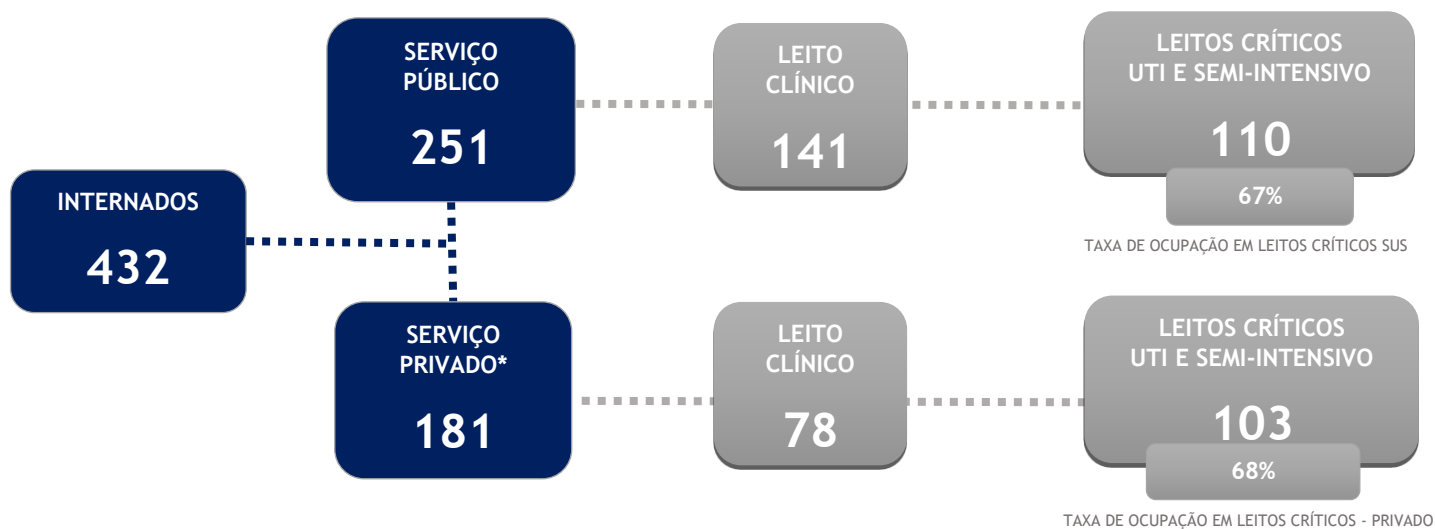 INTERNADOS
432
SERVIÇO
PÚBLICO
251
LEITO
CLÍNICO
141
LEITOS CRÍTICOS
UTI E SEMI-INTENSIVO
110
67%
TAXA DE OCUPAÇÃO EM LEITOS CRÍTICOS SUS
SERVIÇO
PRIVADO*
181
LEITO
CLÍNICO
78
LEITOS CRÍTICOS
UTI E SEMI-INTENSIVO
103
68%
TAXA DE OCUPAÇÃO EM LEITOS CRÍTICOS - PRIVADO